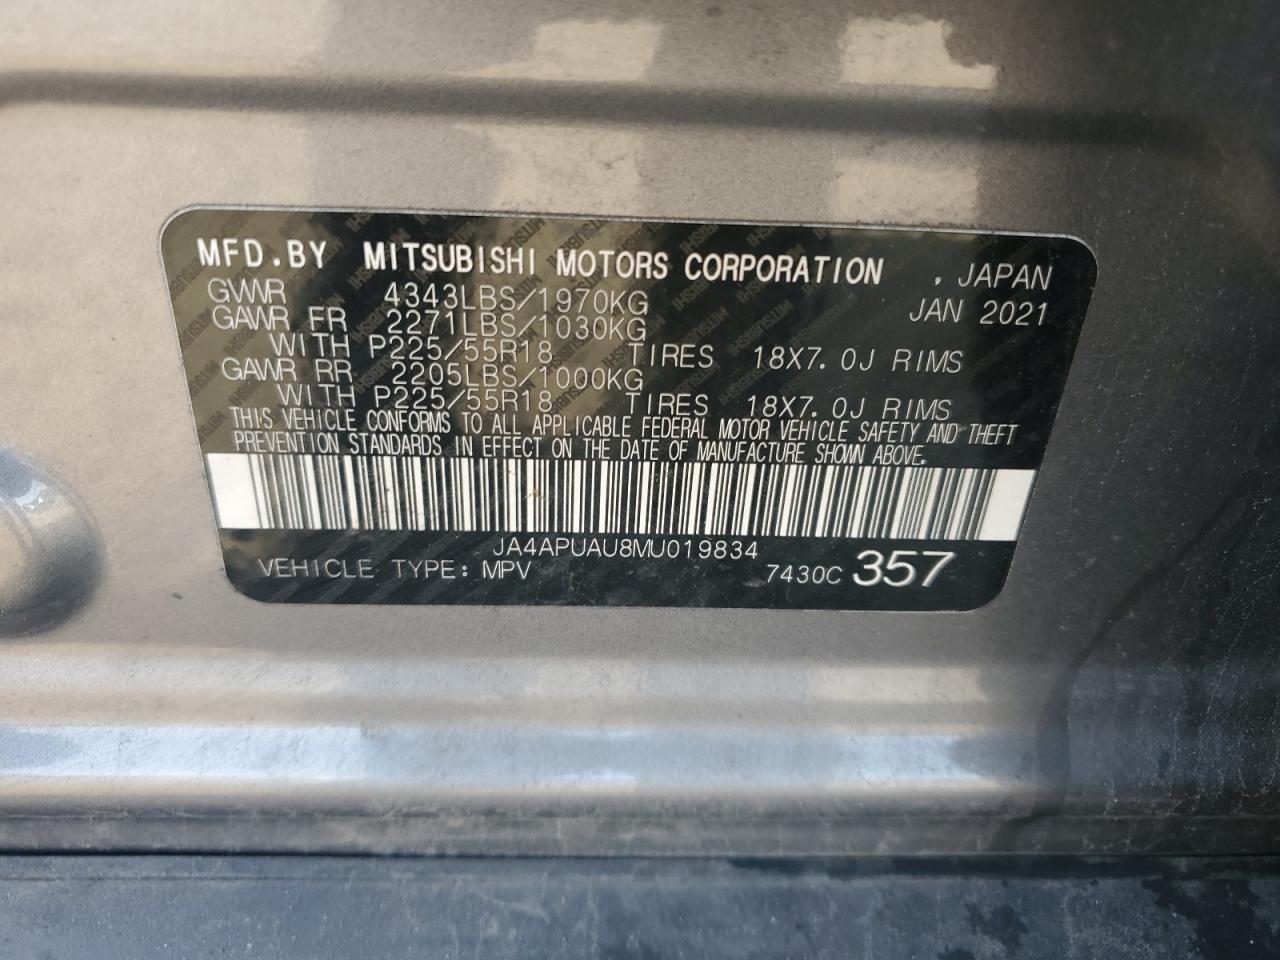 MFD.BY MITSUBISHI MOTORS CORPORATION , JAPAN
GVWR 4343LBS/1970KG JAN 2021
GAWR FR 2271LBS/1030KG
WITH P225/55R18 TIRES 18X7.0J RIMS
GAWR RR 2205LBS/1000KG
WITH P225/55R18 TIRES 18X7.0J RIMS
THIS VEHICLE CONFORMS TO ALL APPLICABLE FEDERAL MOTOR VEHICLE SAFETY AND THEFT
PREVENTION STANDARDS IN EFFECT ON THE DATE OF MANUFACTURE SHOWN ABOVE.
JA4APUAU8MU019834
VEHICLE TYPE: MPV 7430C 357